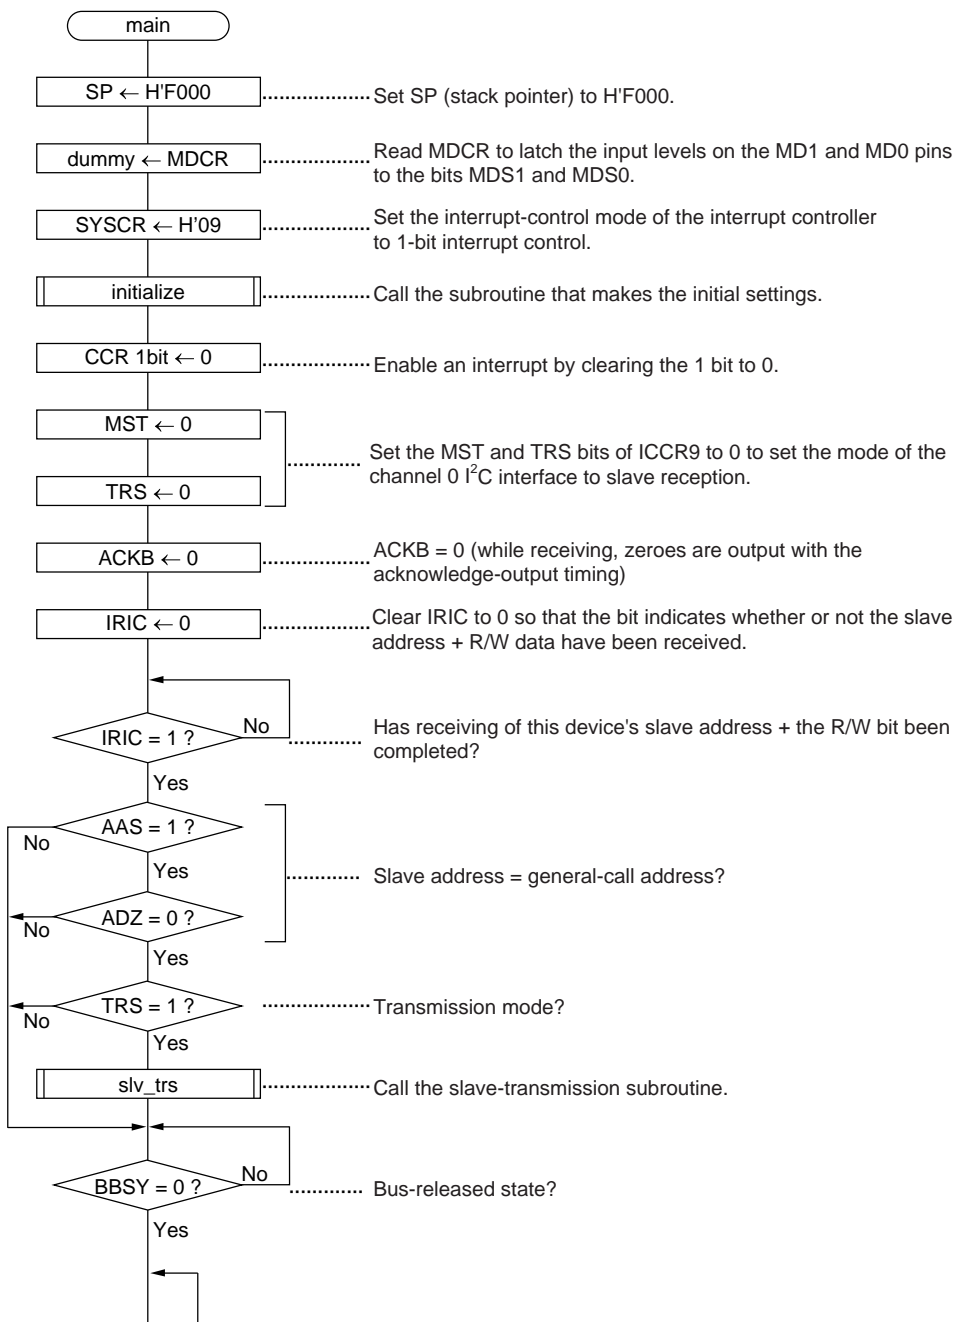 main
SP ← H'F000
Set SP (stack pointer) to H'F000.
dummy ← MDCR
Read MDCR to latch the input levels on the MD1 and MD0 pins
to the bits MDS1 and MDS0.
SYSCR ← H'09
Set the interrupt-control mode of the interrupt controller
to 1-bit interrupt control.
initialize
Call the subroutine that makes the initial settings.
CCR 1bit ← 0
Enable an interrupt by clearing the 1 bit to 0.
MST ← 0
TRS ← 0
Set the MST and TRS bits of ICCR9 to 0 to set the mode of the
channel 0 I²C interface to slave reception.
ACKB ← 0
ACKB = 0 (while receiving, zeroes are output with the
acknowledge-output timing)
IRIC ← 0
Clear IRIC to 0 so that the bit indicates whether or not the slave
address + R/W data have been received.
IRIC = 1 ?
No
Has receiving of this device's slave address + the R/W bit been
completed?
Yes
AAS = 1 ?
No
Yes
Slave address = general-call address?
ADZ = 0 ?
No
Yes
TRS = 1 ?
No
Transmission mode?
Yes
slv_trs
Call the slave-transmission subroutine.
BBSY = 0 ?
No
Bus-released state?
Yes